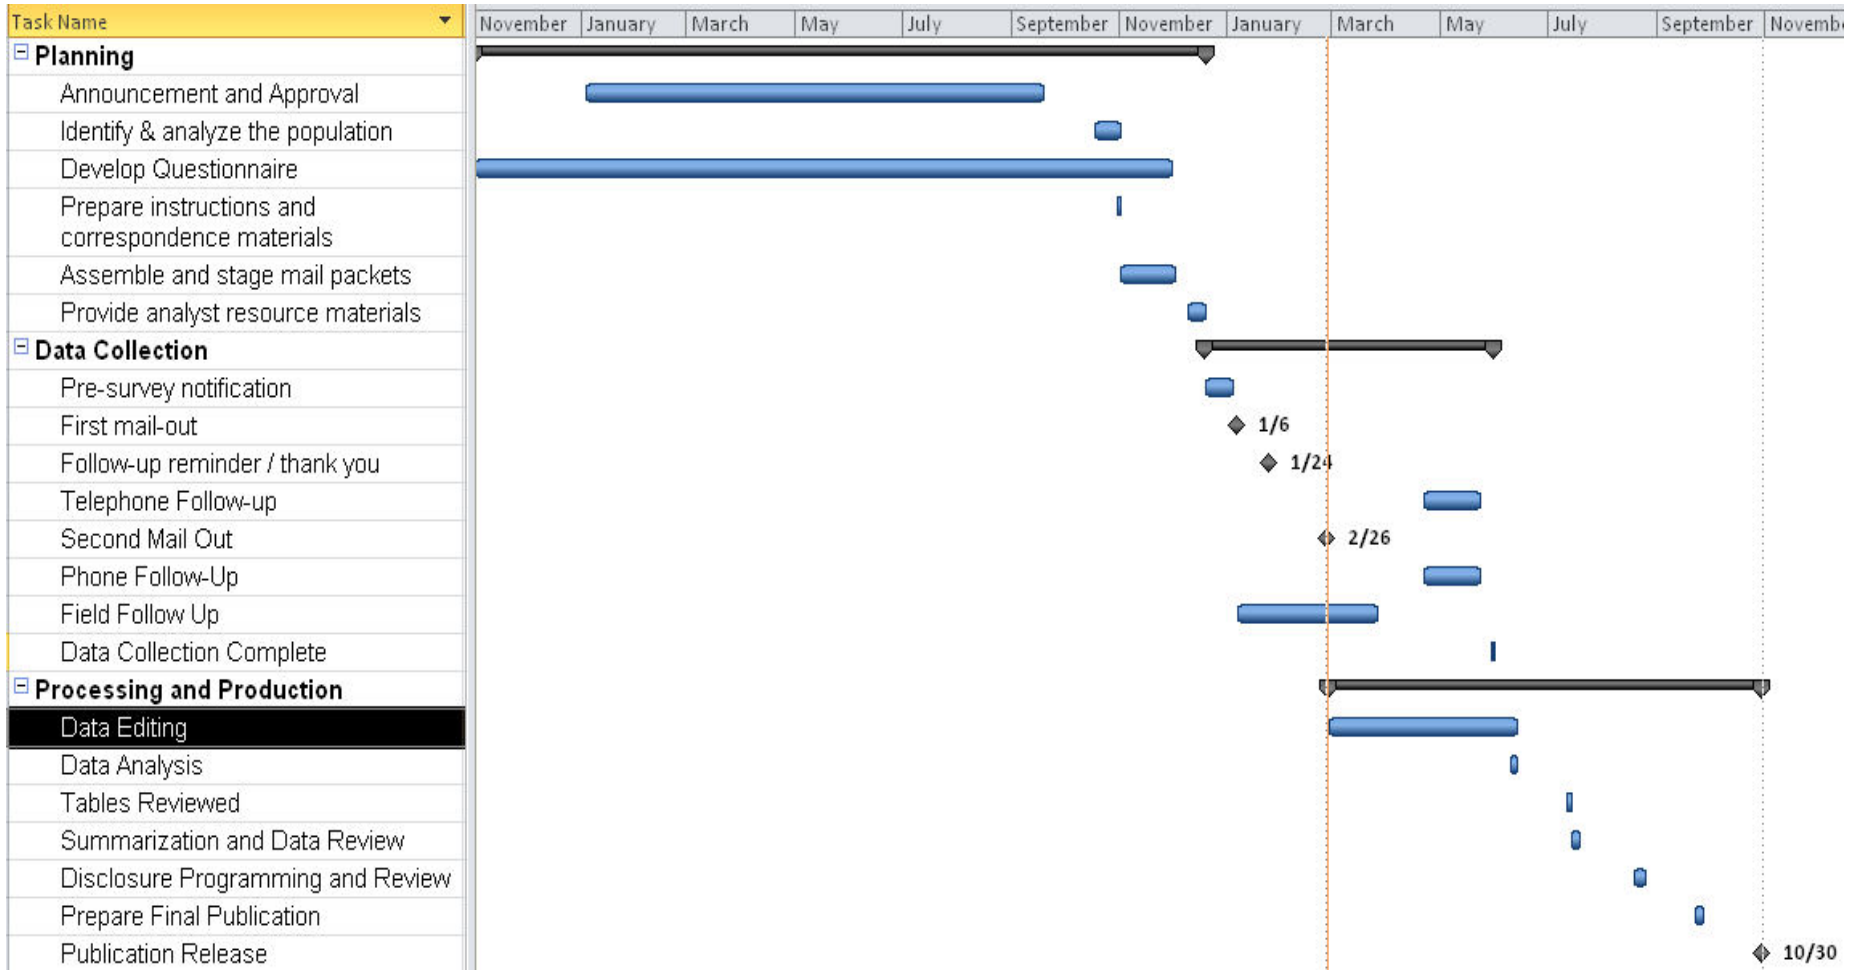 Task Name November January March May July September November January March May July September Novemb
Planning
Announcement and Approval
Identify & analyze the population
Develop Questionnaire
Prepare instructions and
correspondence materials
Assemble and stage mail packets
Provide analyst resource materials
Data Collection
Pre-survey notification
First mail-out 1/6
Follow-up reminder / thank you 1/24
Telephone Follow-up
Second Mail Out 2/26
Phone Follow-Up
Field Follow Up
Data Collection Complete
Processing and Production
Data Editing
Data Analysis
Tables Reviewed
Summarization and Data Review
Disclosure Programming and Review
Prepare Final Publication
Publication Release 10/30